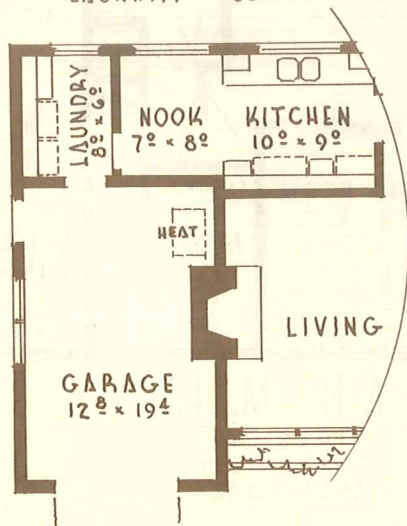 LAUNDRY
8⁰ x 6⁰
NOOK
7⁰ x 8⁰
KITCHEN
10⁰ x 9⁰
HEAT
LIVING
GARAGE
12⁸ x 19⁴